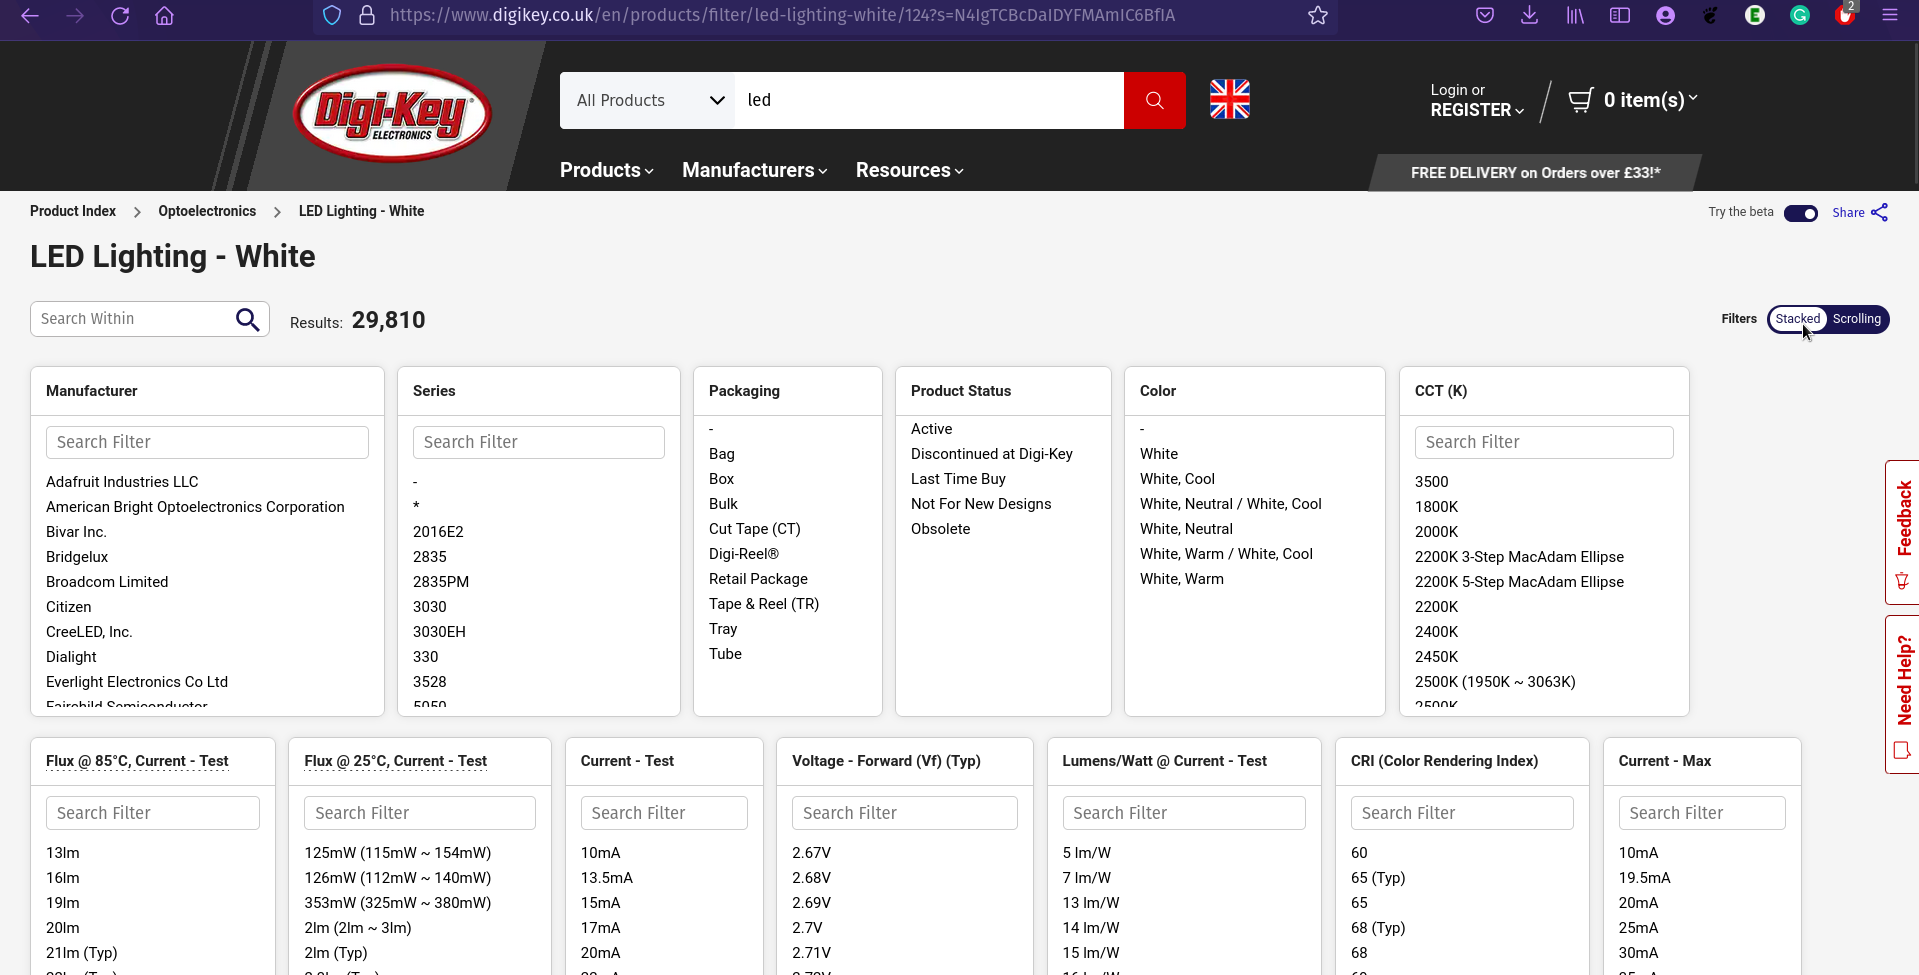 https://www.digikey.co.uk/en/products/filter/led-lighting-white/124?s=N4IgTCBcDaIDYFMAmIC6BfIA
2
Digi-Key
ELECTRONICS
All Products
led
Login or
REGISTER
0 item(s)
Products
Manufacturers
Resources
FREE DELIVERY on Orders over £33!*
Product Index
Optoelectronics
LED Lighting - White
Try the beta
Share
LED Lighting - White
Search Within
Results: 29,810
Filters
Stacked
Scrolling
Manufacturer
Search Filter
Adafruit Industries LLC
American Bright Optoelectronics Corporation
Bivar Inc.
Bridgelux
Broadcom Limited
Citizen
CreeLED, Inc.
Dialight
Everlight Electronics Co Ltd
Fairchild Semiconductor
Series
Search Filter
-
*
2016E2
2835
2835PM
3030
3030EH
330
3528
5050
Packaging
-
Bag
Box
Bulk
Cut Tape (CT)
Digi-Reel®
Retail Package
Tape & Reel (TR)
Tray
Tube
Product Status
Active
Discontinued at Digi-Key
Last Time Buy
Not For New Designs
Obsolete
Color
-
White
White, Cool
White, Neutral / White, Cool
White, Neutral
White, Warm / White, Cool
White, Warm
CCT (K)
Search Filter
3500
1800K
2000K
2200K 3-Step MacAdam Ellipse
2200K 5-Step MacAdam Ellipse
2200K
2400K
2450K
2500K (1950K ~ 3063K)
2500K
Feedback
Need Help?
Flux @ 85°C, Current - Test
Search Filter
13lm
16lm
19lm
20lm
21lm (Typ)
Flux @ 25°C, Current - Test
Search Filter
125mW (115mW ~ 154mW)
126mW (112mW ~ 140mW)
353mW (325mW ~ 380mW)
2lm (2lm ~ 3lm)
2lm (Typ)
Current - Test
Search Filter
10mA
13.5mA
15mA
17mA
20mA
Voltage - Forward (Vf) (Typ)
Search Filter
2.67V
2.68V
2.69V
2.7V
2.71V
Lumens/Watt @ Current - Test
Search Filter
5 lm/W
7 lm/W
13 lm/W
14 lm/W
15 lm/W
CRI (Color Rendering Index)
Search Filter
60
65 (Typ)
65
68 (Typ)
68
Current - Max
Search Filter
10mA
19.5mA
20mA
25mA
30mA